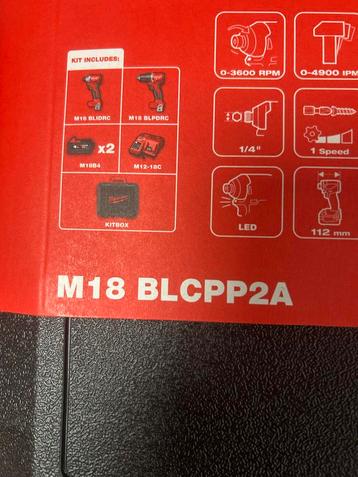 KIT INCLUDES:
M18 BLIDRC
M18 BLPDRC
M18B4
x2
M12-18C
KITBOX
0-3600 RPM
0-4900 IPM
1/4"
1 Speed
LED
112 mm
M18 BLCPP2A